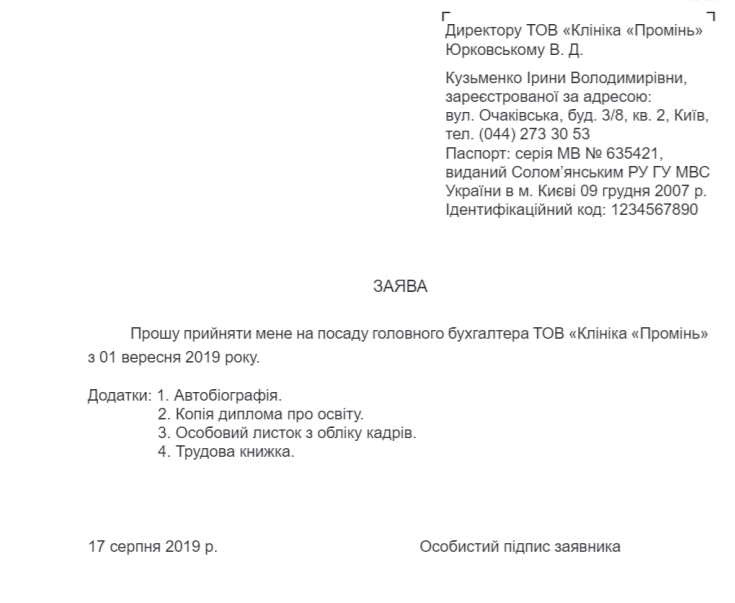 Директору ТОВ «Клініка «Промінь»
Юрковському В. Д.
Кузьменко Ірини Володимирівни,
зареєстрованої за адресою:
вул. Очаківська, буд. 3/8, кв. 2, Київ,
тел. (044) 273 30 53
Паспорт: серія МВ № 635421,
виданий Солом’янським РУ ГУ МВС
України в м. Києві 09 грудня 2007 р.
Ідентифікаційний код: 1234567890
ЗАЯВА
Прошу прийняти мене на посаду головного бухгалтера ТОВ «Клініка «Промінь»
з 01 вересня 2019 року.
Додатки: 1. Автобіографія.
2. Копія диплома про освіту.
3. Особовий листок з обліку кадрів.
4. Трудова книжка.
17 серпня 2019 р. Особистий підпис заявника